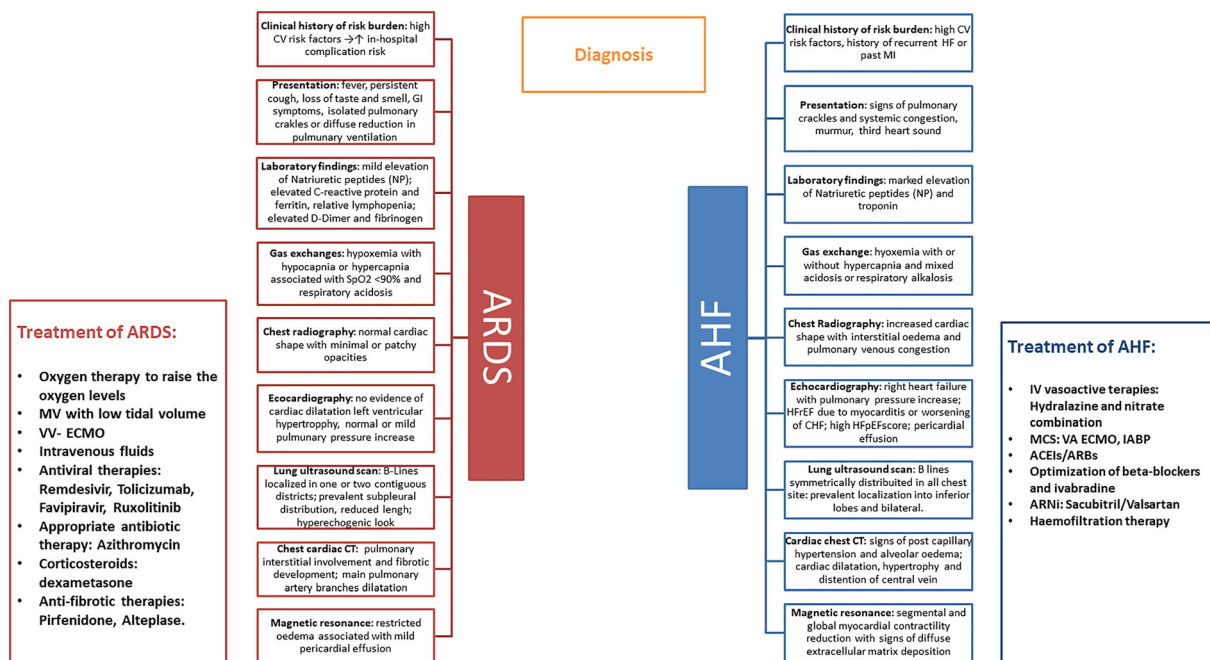 Diagnosis
Clinical history of risk burden: high
CV risk factors →↑ in-hospital
complication risk
Presentation: fever, persistent
cough, loss of taste and smell, GI
symptoms, isolated pulmonary
crakles or diffuse reduction in
pulmunary ventilation
Laboratory findings: mild elevation
of Natriuretic peptides (NP);
elevated C-reactive protein and
ferritin, relative lymphopenia;
elevated D-Dimer and fibrinogen
Gas exchanges: hypoxemia with
hypocapnia or hypercapnia
associated with SpO2 <90% and
respiratory acidosis
Chest radiography: normal cardiac
shape with minimal or patchy
opacities
Ecocardiography: no evidence of
cardiac dilatation left ventricular
hypertrophy, normal or mild
pulmonary pressure increase
Lung ultrasound scan: B-Lines
localized in one or two contiguous
districts; prevalent subpleural
distribution, reduced lengh;
hyperechogenic look
Chest cardiac CT: pulmonary
interstitial involvement and fibrotic
development; main pulmonary
artery branches dilatation
Magnetic resonance: restricted
oedema associated with mild
pericardial effusion
ARDS
Treatment of ARDS:
• Oxygen therapy to raise the
oxygen levels
• MV with low tidal volume
• VV- ECMO
• Intravenous fluids
• Antiviral therapies:
Remdesivir, Tolicizumab,
Favipiravir, Ruxolitinib
• Appropriate antibiotic
therapy: Azithromycin
• Corticosteroids:
dexametasone
• Anti-fibrotic therapies:
Pirfenidone, Alteplase.
AHF
Clinical history of risk burden: high
CV risk factors, history of recurrent HF or
past MI
Presentation: signs of pulmonary
crackles and systemic congestion,
murmur, third heart sound
Laboratory findings: marked elevation
of Natriuretic peptides (NP) and
troponin
Gas exchange: hyoxemia with or
without hypercapnia and mixed
acidosis or respiratory alkalosis
Chest Radiography: increased cardiac
shape with interstitial oedema and
pulmonary venous congestion
Echocardiography: right heart failure
with pulmonary pressure increase;
HFrEF due to myocarditis or worsening
of CHF; high HFpEFscore; pericardial
effusion
Lung ultrasound scan: B lines
symmetrically distribuited in all chest
site: prevalent localization into inferior
lobes and bilateral.
Cardiac chest CT: signs of post capillary
hypertension and alveolar oedema;
cardiac dilatation, hypertrophy and
distention of central vein
Magnetic resonance: segmental and
global myocardial contractility
reduction with signs of diffuse
extracellular matrix deposition
Treatment of AHF:
• IV vasoactive terapies:
Hydralazine and nitrate
combination
• MCS: VA ECMO, IABP
• ACEIs/ARBs
• Optimization of beta-blockers
and ivabradine
• ARNi: Sacubitril/Valsartan
• Haemofiltration therapy